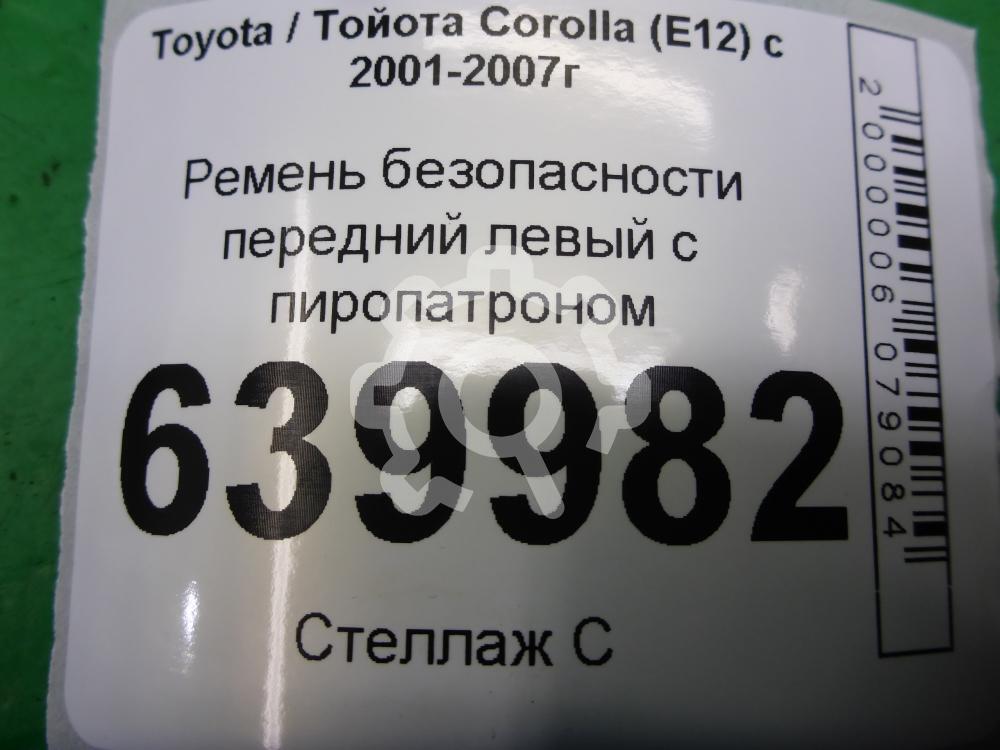 Toyota / Тойота Corolla (E12) с
2001-2007г
Ремень безопасности
передний левый с
пиропатроном
639982
Стеллаж С
2000006079084